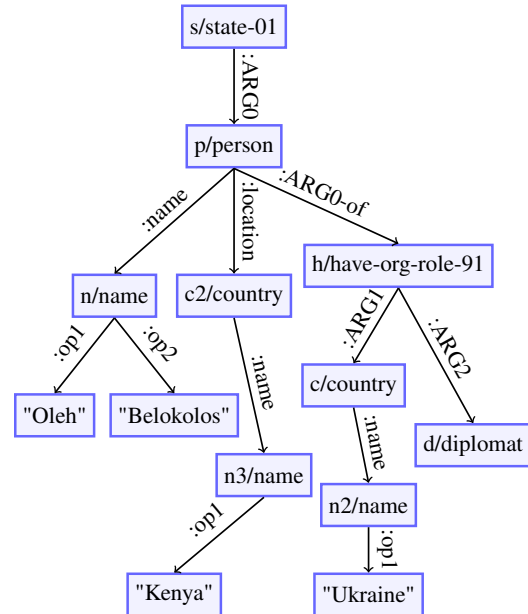 s/state-01
:ARG0
p/person
:name
:location
:ARG0-of
h/have-org-role-91
n/name
c2/country
:op1
:op2
:ARG1
:ARG2
:name
c/country
"Oleh"
"Belokolos"
:name
d/diplomat
n3/name
n2/name
:op1
:op1
"Kenya"
"Ukraine"